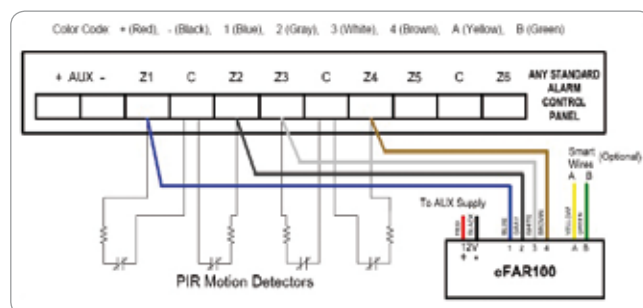 Color Code: + (Red), - (Black), 1 (Blue), 2 (Gray), 3 (White), 4 (Brown), A (Yellow), B (Green)
+ AUX - Z1 C Z2 Z3 C Z4 Z5 C Z6
ANY STANDARD
ALARM
CONTROL
PANEL
Smart
Wires
(Optional)
A B
To AUX Supply
RED
BLACK
BLUE
GRAY
WHITE
BROWN
YELLOW
GREEN
12V
+ -
1 2 3 4
A B
eFAR100
PIR Motion Detectors